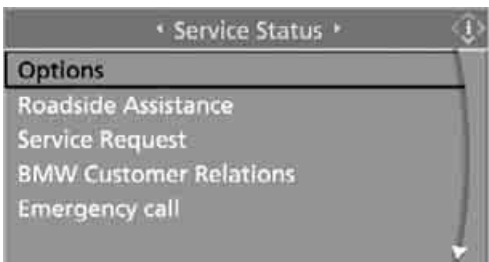 Service Status
Options
Roadside Assistance
Service Request
BMW Customer Relations
Emergency call